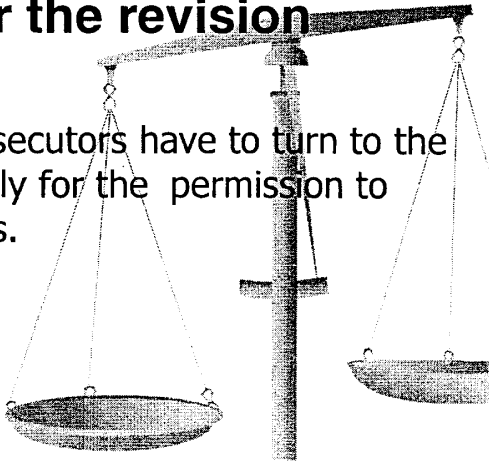 r the revision
secutors have to turn to the
ly for the permission to
s.